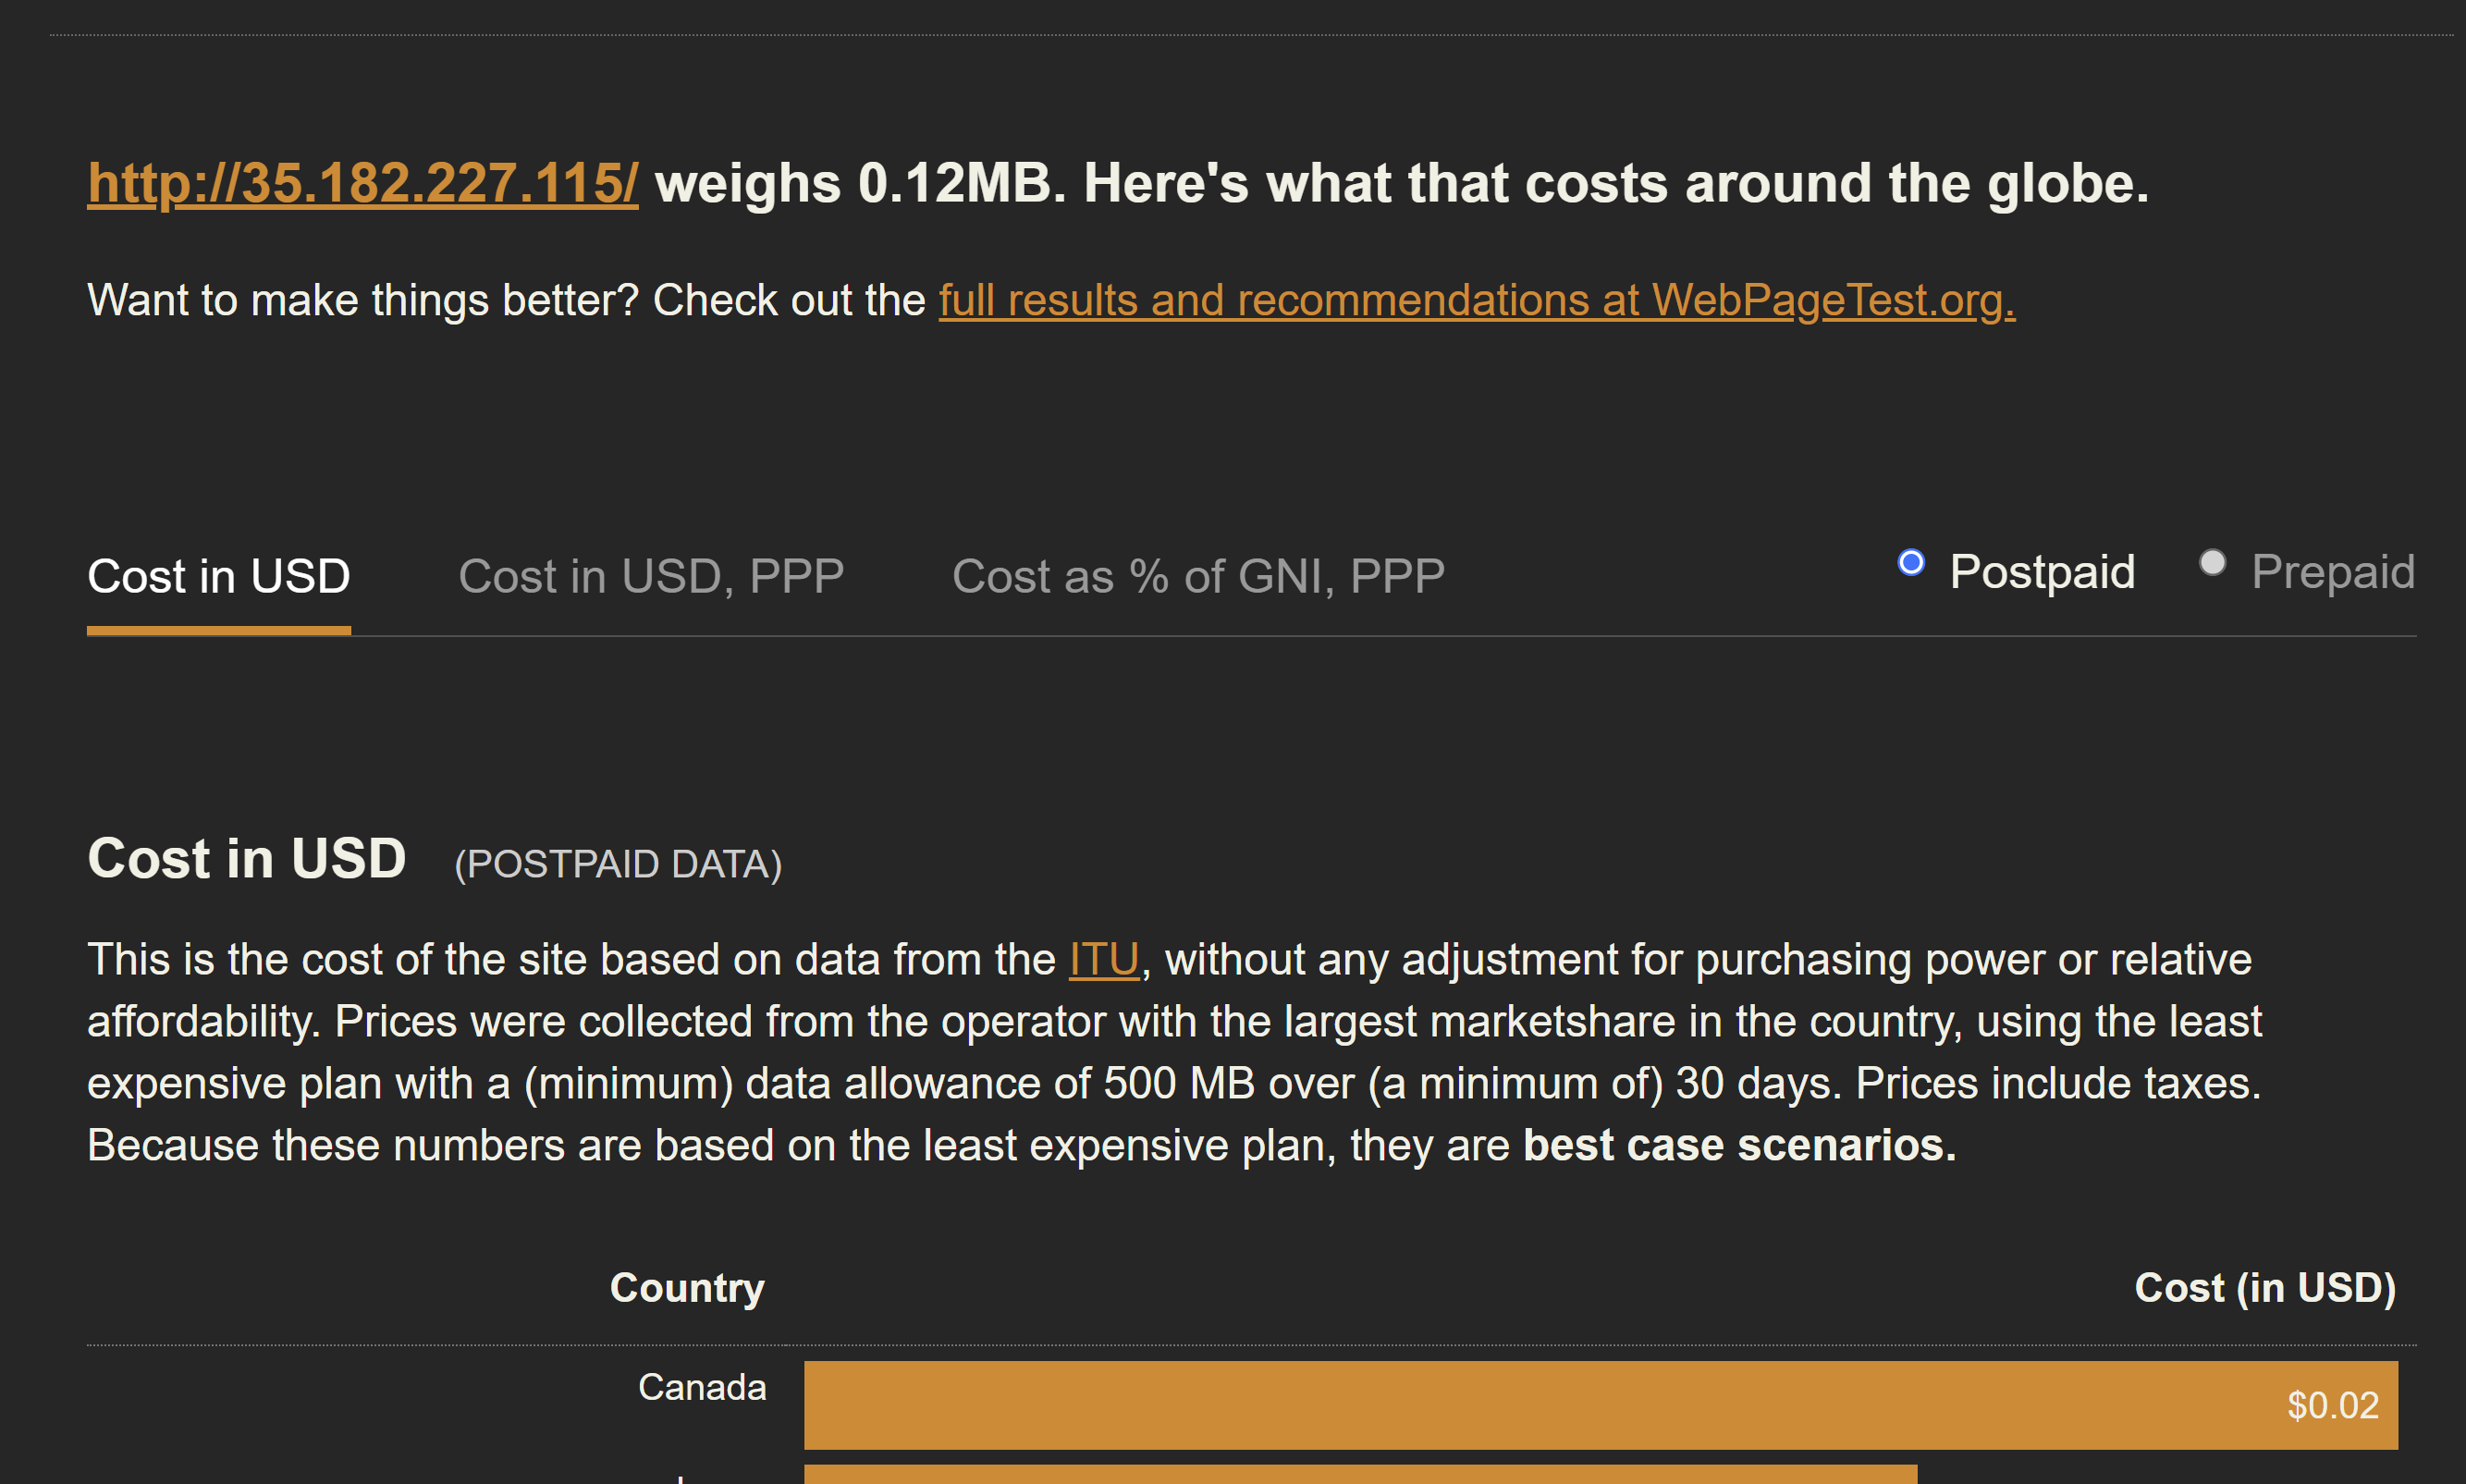 http://35.182.227.115/ weighs 0.12MB. Here's what that costs around the globe.
Want to make things better? Check out the full results and recommendations at WebPageTest.org.
Cost in USD Cost in USD, PPP Cost as % of GNI, PPP Postpaid Prepaid
Cost in USD (POSTPAID DATA)
This is the cost of the site based on data from the ITU, without any adjustment for purchasing power or relative
affordability. Prices were collected from the operator with the largest marketshare in the country, using the least
expensive plan with a (minimum) data allowance of 500 MB over (a minimum of) 30 days. Prices include taxes.
Because these numbers are based on the least expensive plan, they are best case scenarios.
Country Cost (in USD)
Canada $0.02